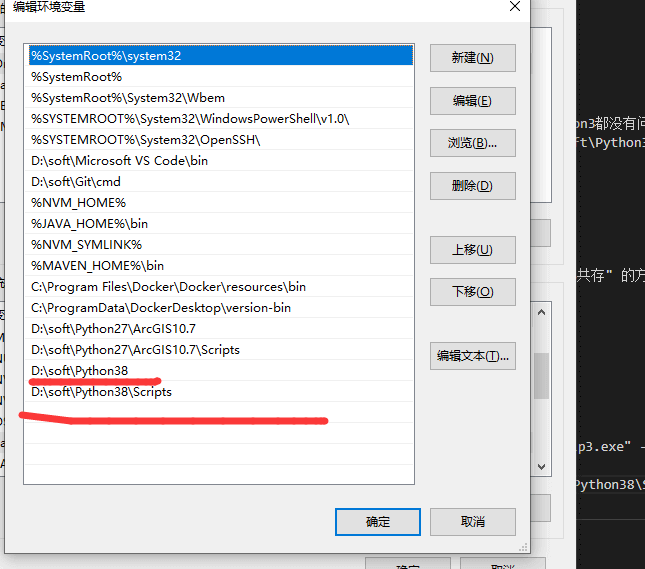 编辑环境变量
%SystemRoot%\system32
%SystemRoot%
%SystemRoot%\System32\Wbem
%SYSTEMROOT%\System32\WindowsPowerShell\v1.0\
%SYSTEMROOT%\System32\OpenSSH\
D:\soft\Microsoft VS Code\bin
D:\soft\Git\cmd
%NVM_HOME%
%JAVA_HOME%\bin
%NVM_SYMLINK%
%MAVEN_HOME%\bin
C:\Program Files\Docker\Docker\resources\bin
C:\ProgramData\DockerDesktop\version-bin
D:\soft\Python27\ArcGIS10.7
D:\soft\Python27\ArcGIS10.7\Scripts
D:\soft\Python38
D:\soft\Python38\Scripts
新建(N)
编辑(E)
浏览(B)...
删除(D)
上移(U)
下移(O)
编辑文本(T)...
确定
取消
on3都没有问
ft\Python3
共存" 的方
ip3.exe" -
Python38\S